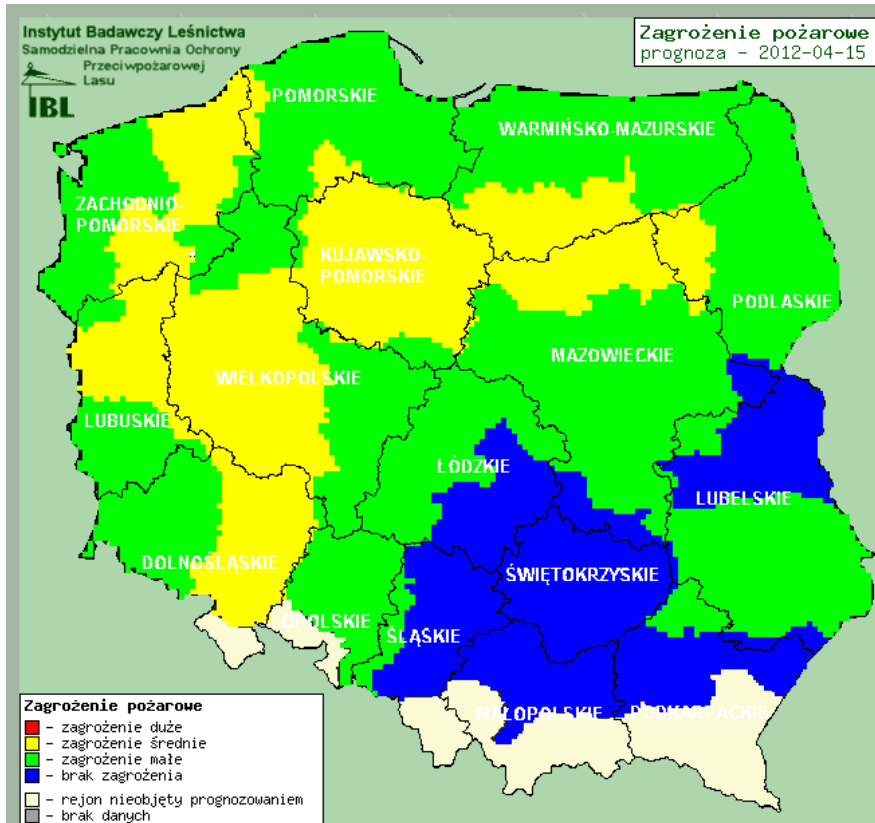 Instytut Badawczy Leśnictwa
Samodzielna Pracownia Ochrony
Przeciwpożarowej
Lasu
IBL
Zagrożenie pożarowe
prognoza - 2012-04-15
POMORSKIE
WARMIŃSKO-MAZURSKIE
ZACHODNIO-
POMORSKIE
KUJAWSKO-
POMORSKIE
PODLASKIE
MAZOWIECKIE
WIELKOPOLSKIE
LUBUSKIE
ŁÓDZKIE
LUBELSKIE
DOLNOŚLĄSKIE
ŚWIĘTOKRZYSKIE
OPOLSKIE
ŚLĄSKIE
MAŁOPOLSKIE
PODKARPACKIE
Zagrożenie pożarowe
- zagrożenie duże
- zagrożenie średnie
- zagrożenie małe
- brak zagrożenia
- rejon nieobjęty prognozowaniem
- brak danych